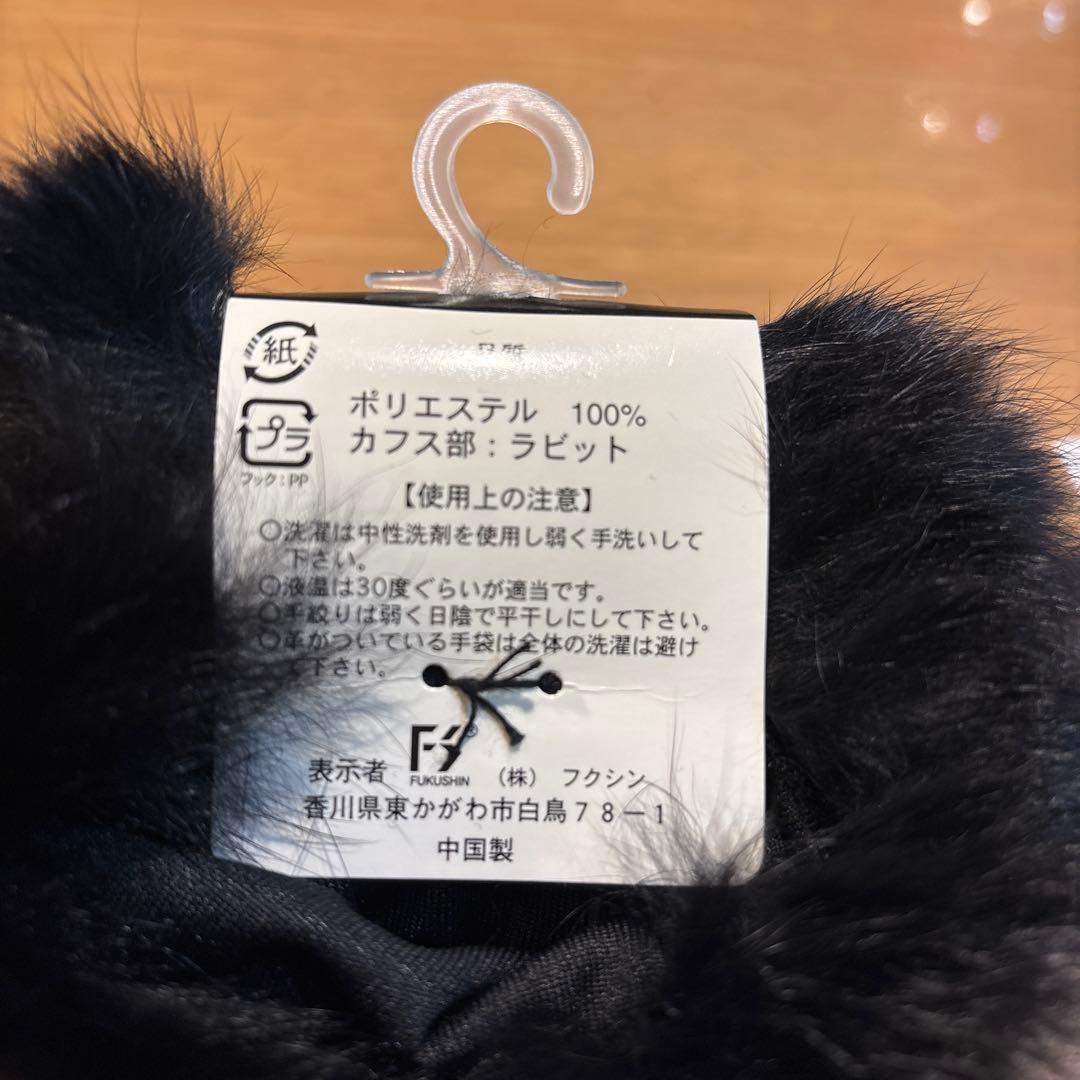 紙
品質
プラ
フック:PP
ポリエステル 100%
カフス部:ラビット
【使用上の注意】
○洗濯は中性洗剤を使用し弱く手洗いして
下さい。
○液温は30度ぐらいが適当です。
○手絞りは弱く日陰で平干しにして下さい。
○革がついている手袋は全体の洗濯は避け
て下さい。
FS®
FUKUSHIN
表示者 (株) フクシン
香川県東かがわ市白鳥78-1
中国製